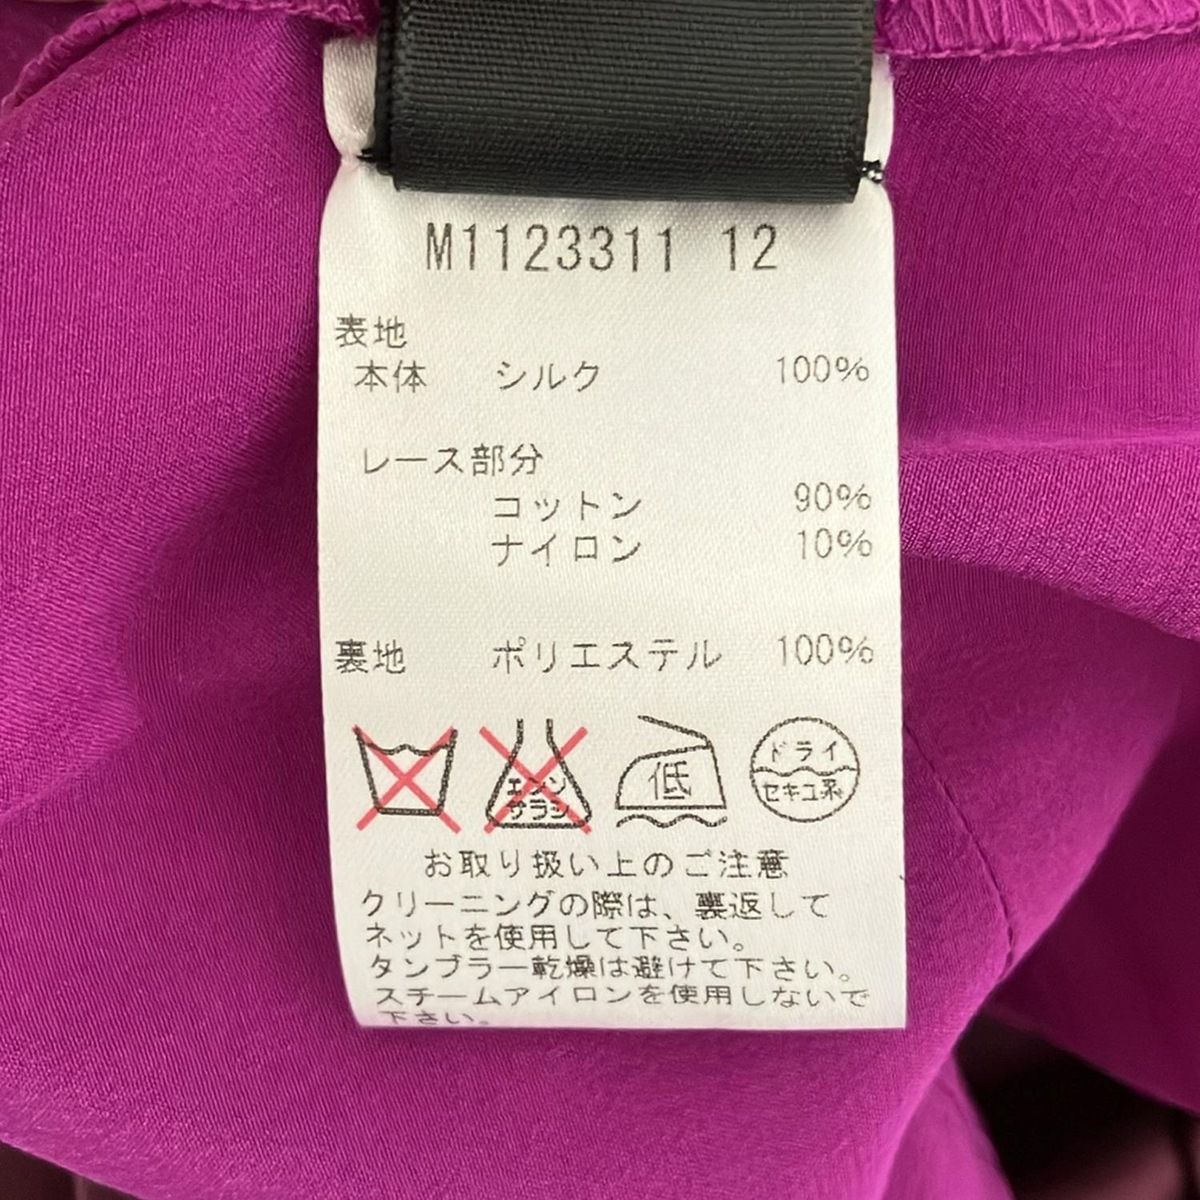 M1123311 12
表地
本体 シルク 100%
レース部分
コットン 90%
ナイロン 10%
裏地 ポリエステル 100%
エンソ
サラシ
低
ドライ
セキユ系
お取り扱い上のご注意
クリーニングの際は、裏返して
ネットを使用して下さい。
タンブラー乾燥は避けて下さい。
スチームアイロンを使用しないで
下さい。